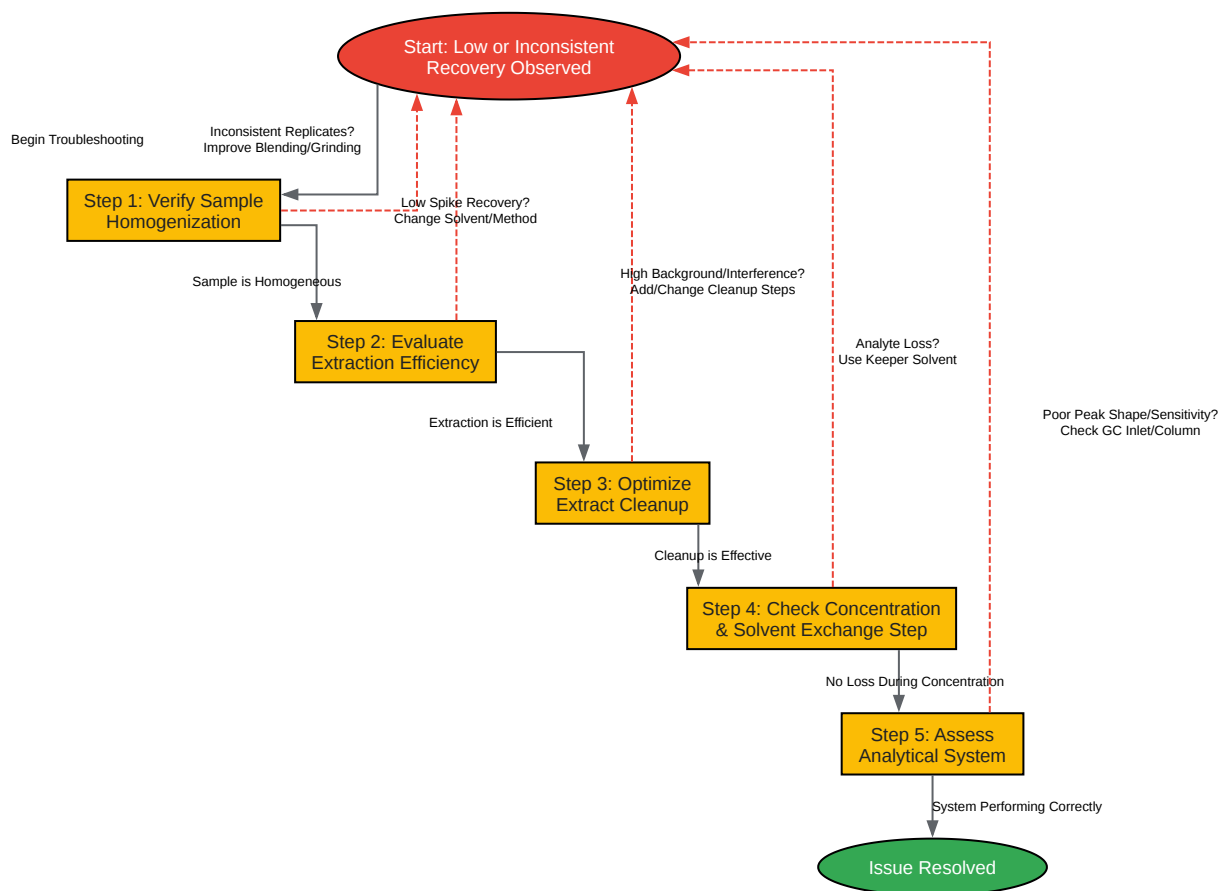 Start: Low or Inconsistent
Recovery Observed
Begin Troubleshooting
Inconsistent Replicates?
Improve Blending/Grinding
Step 1: Verify Sample
Homogenization
Low Spike Recovery?
Change Solvent/Method
Sample is Homogeneous
High Background/Interference?
Add/Change Cleanup Steps
Step 2: Evaluate
Extraction Efficiency
Analyte Loss?
Use Keeper Solvent
Extraction is Efficient
Poor Peak Shape/Sensitivity?
Check GC Inlet/Column
Step 3: Optimize
Extract Cleanup
Cleanup is Effective
Step 4: Check Concentration
& Solvent Exchange Step
No Loss During Concentration
Step 5: Assess
Analytical System
System Performing Correctly
Issue Resolved